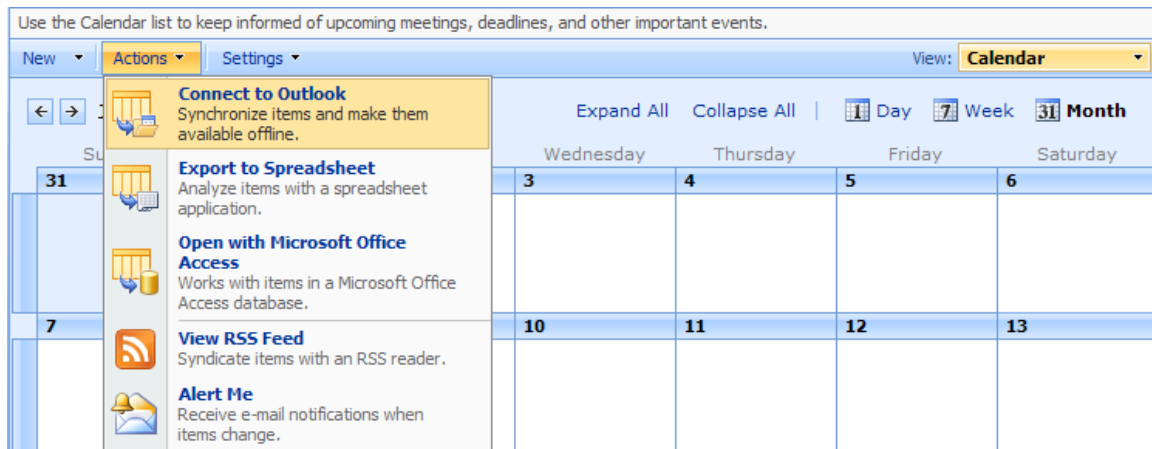 Use the Calendar list to keep informed of upcoming meetings, deadlines, and other important events.
New Actions Settings View: Calendar
Expand All Collapse All | 1 Day 7 Week 31 Month
Wednesday Thursday Friday Saturday
31 3 4 5 6
7 10 11 12 13
Connect to Outlook
Synchronize items and make them
available offline.
Export to Spreadsheet
Analyze items with a spreadsheet
application.
Open with Microsoft Office
Access
Works with items in a Microsoft Office
Access database.
View RSS Feed
Syndicate items with an RSS reader.
Alert Me
Receive e-mail notifications when
items change.